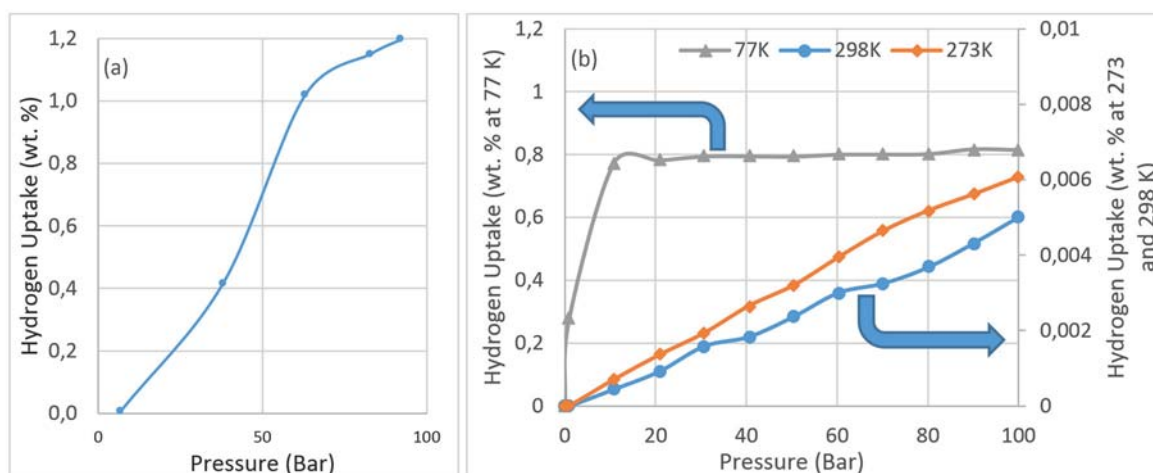 (a)
Hydrogen Uptake (wt. %)
1,2
1,0
0,8
0,6
0,4
0,2
0,0
0
50
100
Pressure (Bar)
(b)
77K
298K
273K
Hydrogen Uptake (wt. % at 77 K)
1,4
1,2
1
0,8
0,6
0,4
0,2
0
0
20
40
60
80
100
Pressure (Bar)
0,01
0,008
0,006
0,004
0,002
0
Hydrogen Uptake (wt. % at 273
and 298 K)